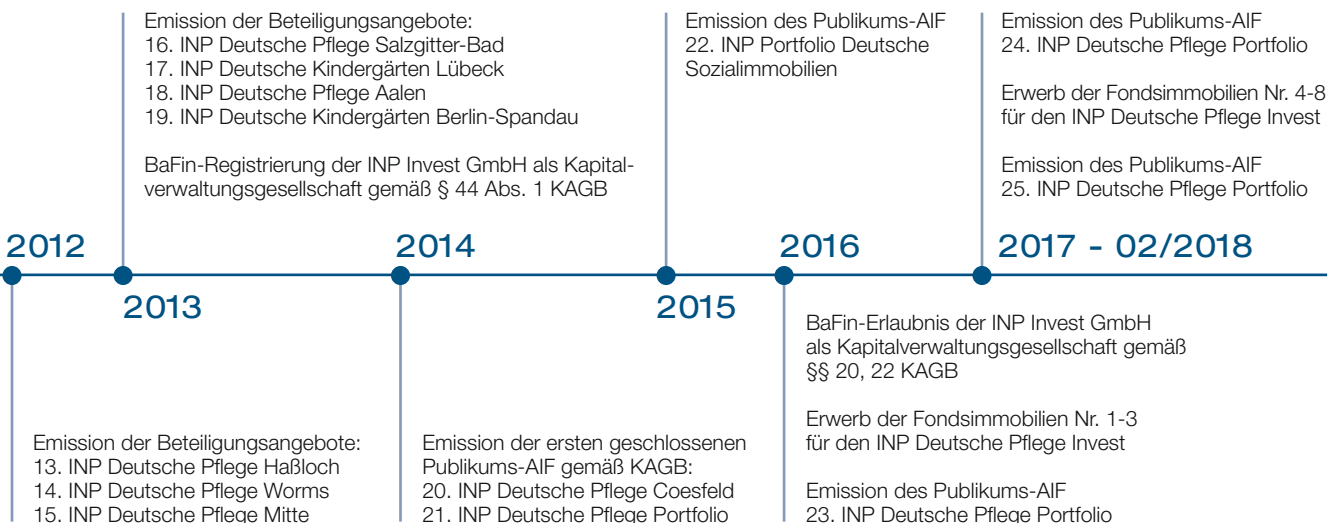 Emission der Beteiligungsangebote:
16. INP Deutsche Pflege Salzgitter-Bad
17. INP Deutsche Kindergärten Lübeck
18. INP Deutsche Pflege Aalen
19. INP Deutsche Kindergärten Berlin-Spandau
BaFin-Registrierung der INP Invest GmbH als Kapital-
verwaltungsgesellschaft gemäß § 44 Abs. 1 KAGB
Emission des Publikums-AIF
22. INP Portfolio Deutsche
Sozialimmobilien
Emission des Publikums-AIF
24. INP Deutsche Pflege Portfolio
Erwerb der Fondsimmobilien Nr. 4-8
für den INP Deutsche Pflege Invest
Emission des Publikums-AIF
25. INP Deutsche Pflege Portfolio
2012
2014
2016
2017 - 02/2018
2013
2015
Emission der Beteiligungsangebote:
13. INP Deutsche Pflege Haßloch
14. INP Deutsche Pflege Worms
15. INP Deutsche Pflege Mitte
Emission der ersten geschlossenen
Publikums-AIF gemäß KAGB:
20. INP Deutsche Pflege Coesfeld
21. INP Deutsche Pflege Portfolio
BaFin-Erlaubnis der INP Invest GmbH
als Kapitalverwaltungsgesellschaft gemäß
§§ 20, 22 KAGB
Erwerb der Fondsimmobilien Nr. 1-3
für den INP Deutsche Pflege Invest
Emission des Publikums-AIF
23. INP Deutsche Pflege Portfolio